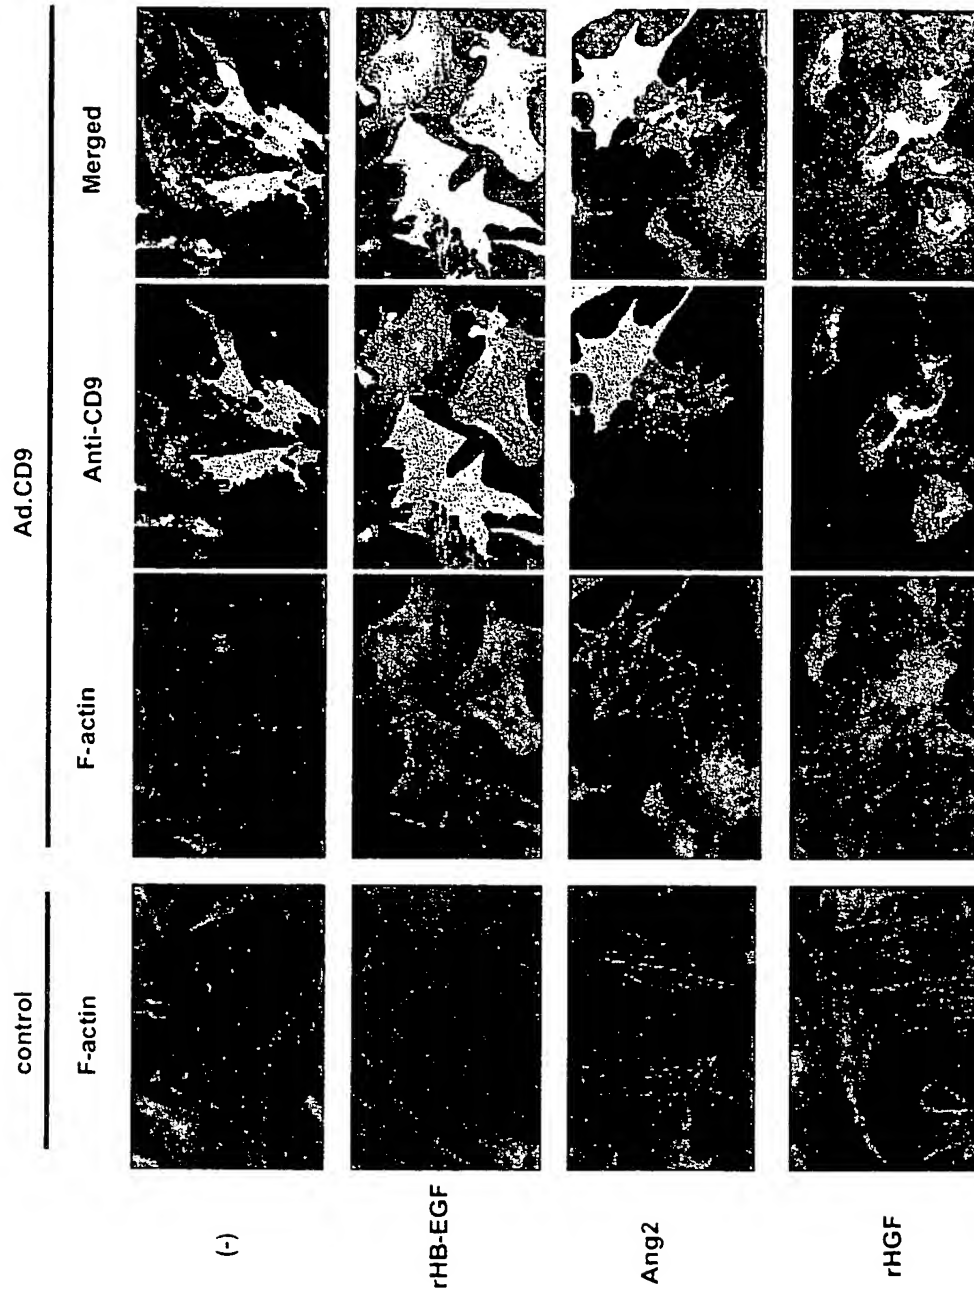 control
Ad.CD9
F-actin
F-actin
Anti-CD9
Merged
(-)
rHB-EGF
Ang2
rHGF